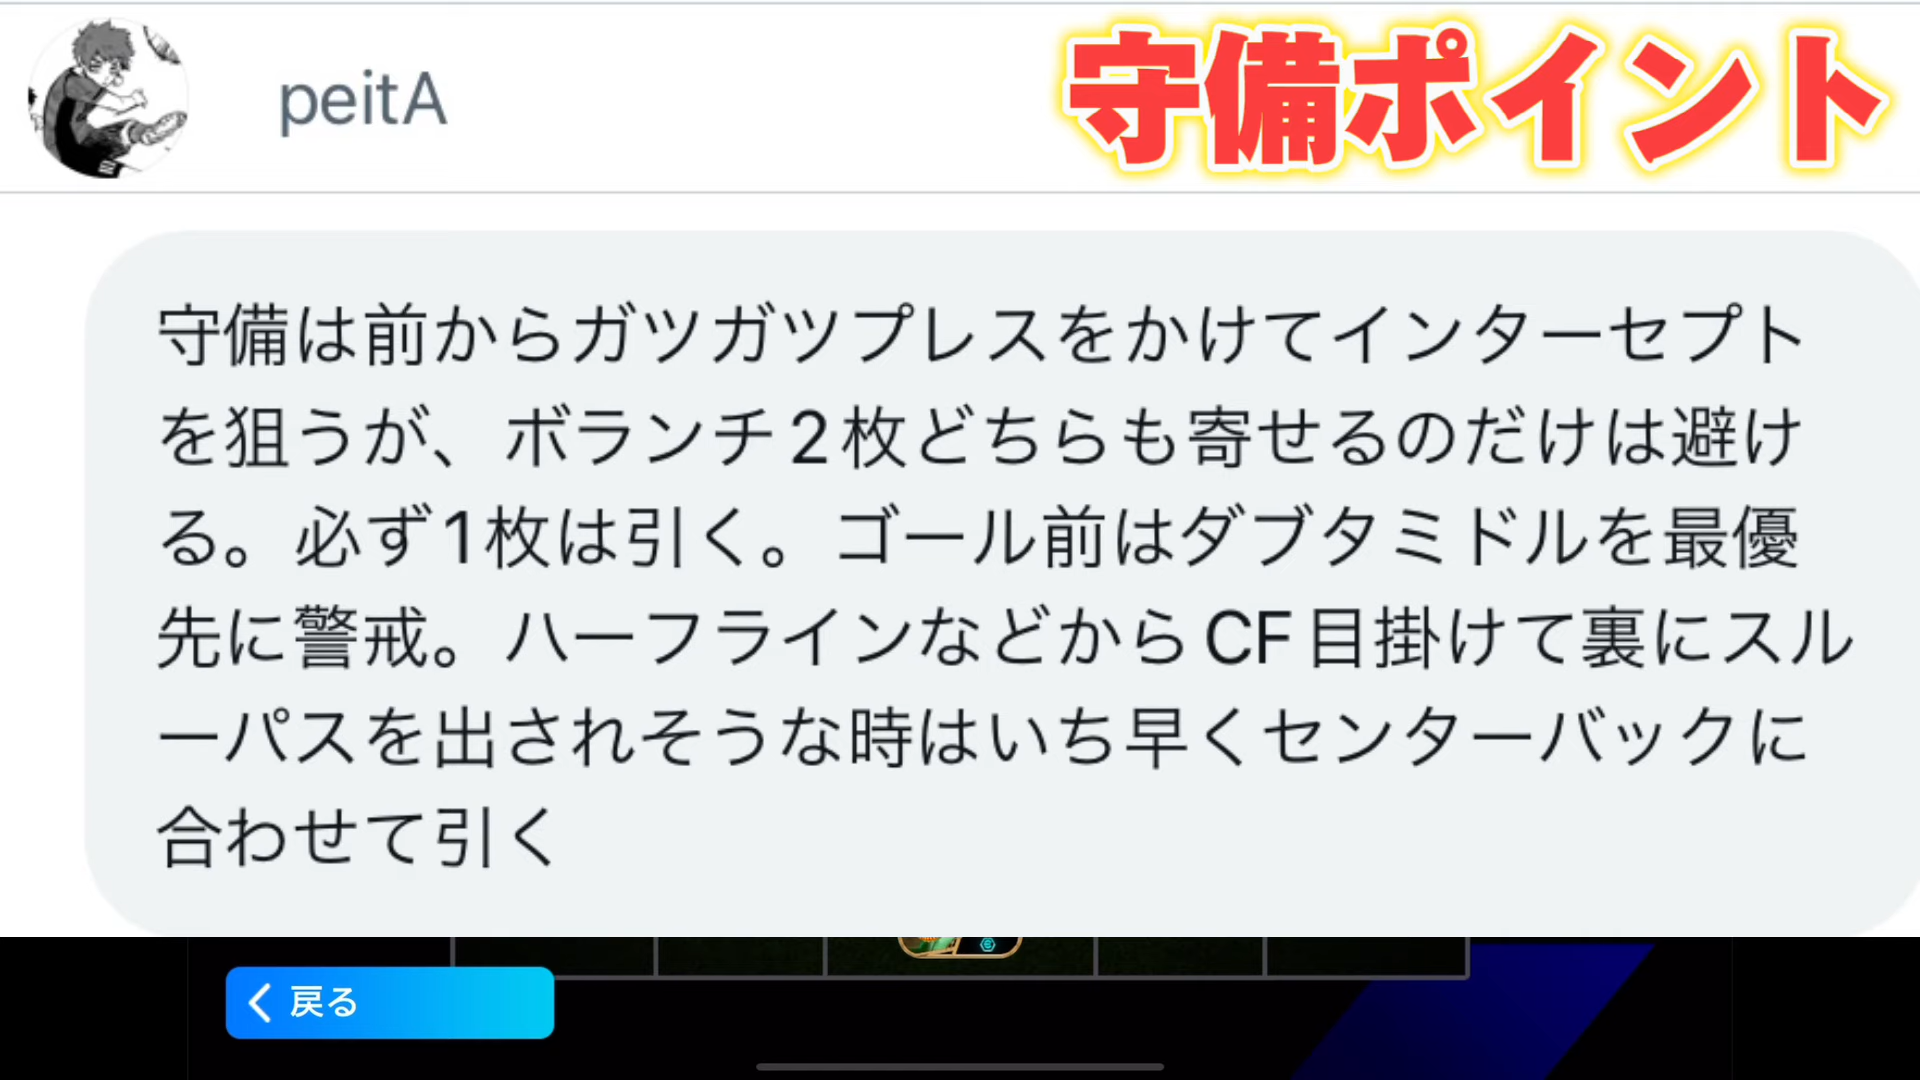 peitA
守備ポイント
守備は前からガツガツプレスをかけてインターセプト
を狙うが、ボランチ2枚どちらも寄せるのだけは避け
る。必ず1枚は引く。ゴール前はダブタミドルを最優
先に警戒。ハーフラインなどからCF目掛けて裏にスル
ーパスを出されそうな時はいち早くセンターバックに
合わせて引く
戻る